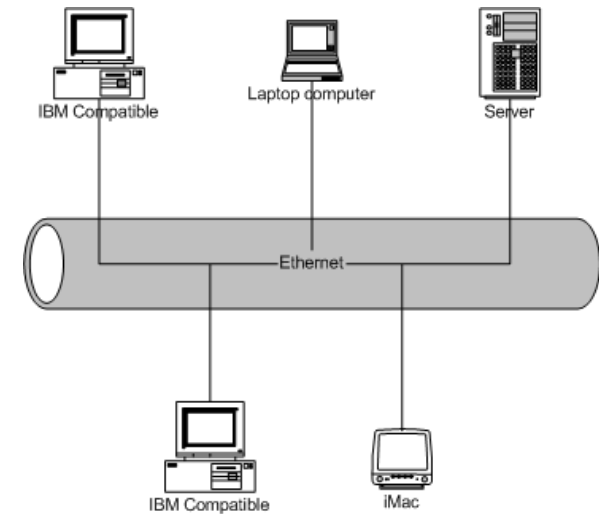 IBM Compatible
Laptop computer
Server
Ethernet
IBM Compatible
iMac